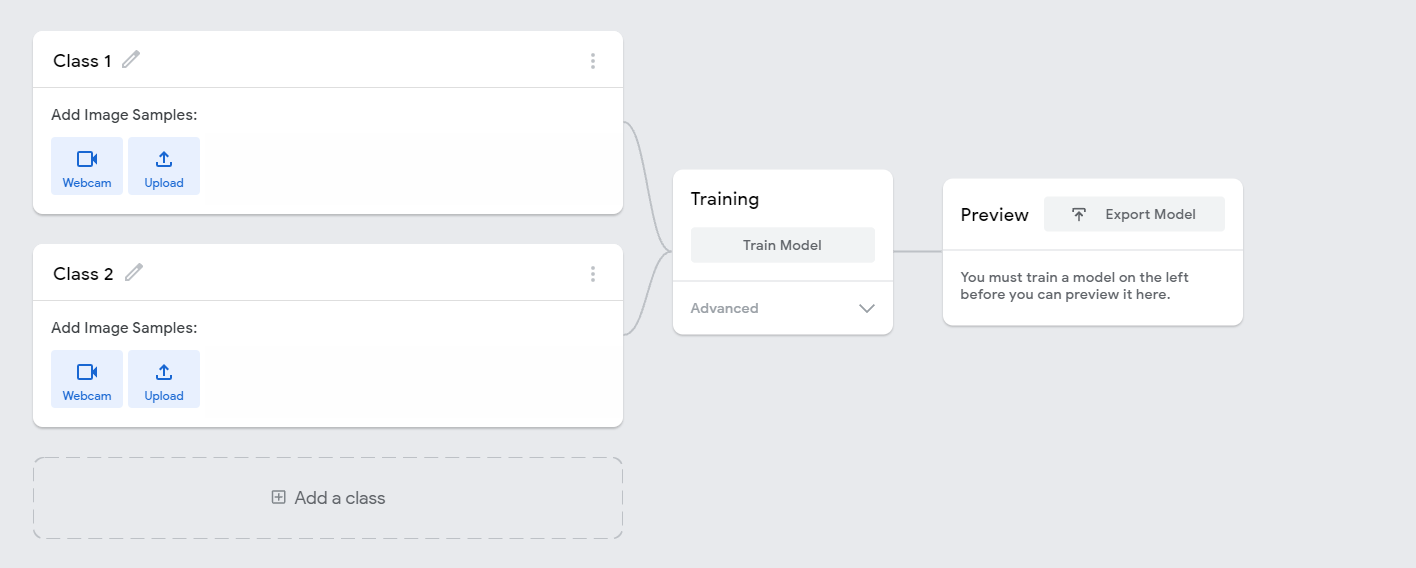 Class 1
Add Image Samples:
Webcam
Upload
Class 2
Add Image Samples:
Webcam
Upload
Add a class
Training
Train Model
Advanced
Preview
Export Model
You must train a model on the left
before you can preview it here.